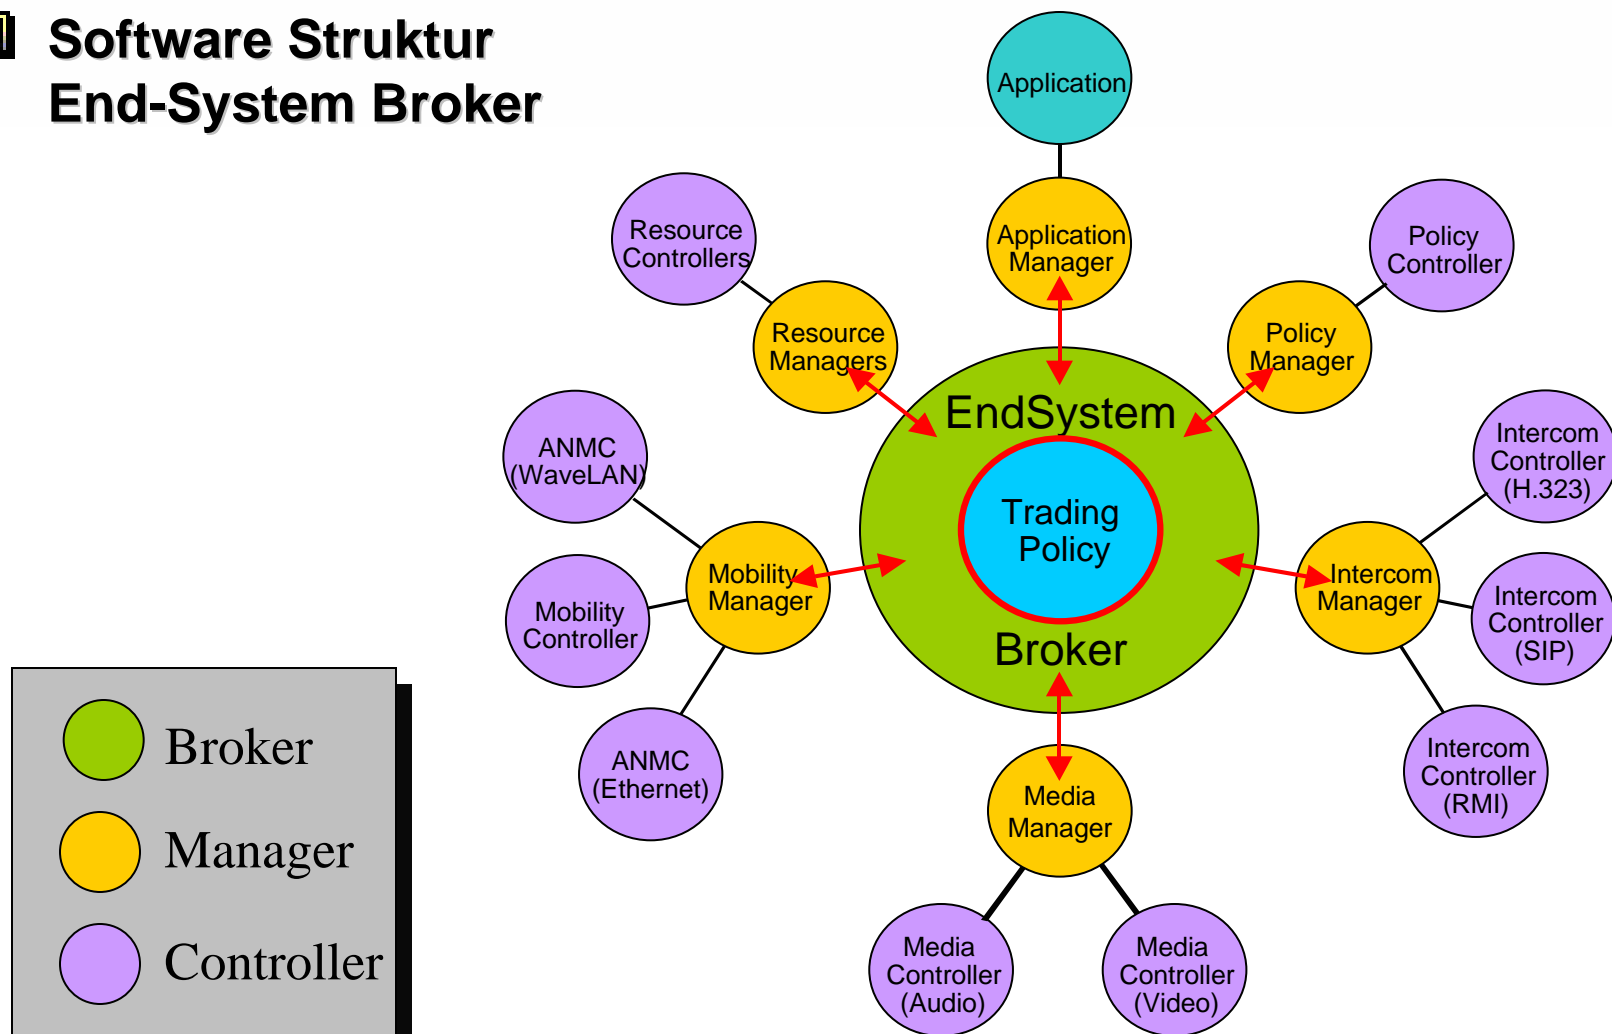 Software Struktur
End-System Broker
Application
Application
Manager
Resource
Controllers
Resource
Managers
Policy
Controller
Policy
Manager
EndSystem
Trading
Policy
Broker
ANMC
(WaveLAN)
Mobility
Manager
Mobility
Controller
ANMC
(Ethernet)
Intercom
Controller
(H.323)
Intercom
Manager
Intercom
Controller
(SIP)
Intercom
Controller
(RMI)
Media
Manager
Media
Controller
(Audio)
Media
Controller
(Video)
Broker
Manager
Controller